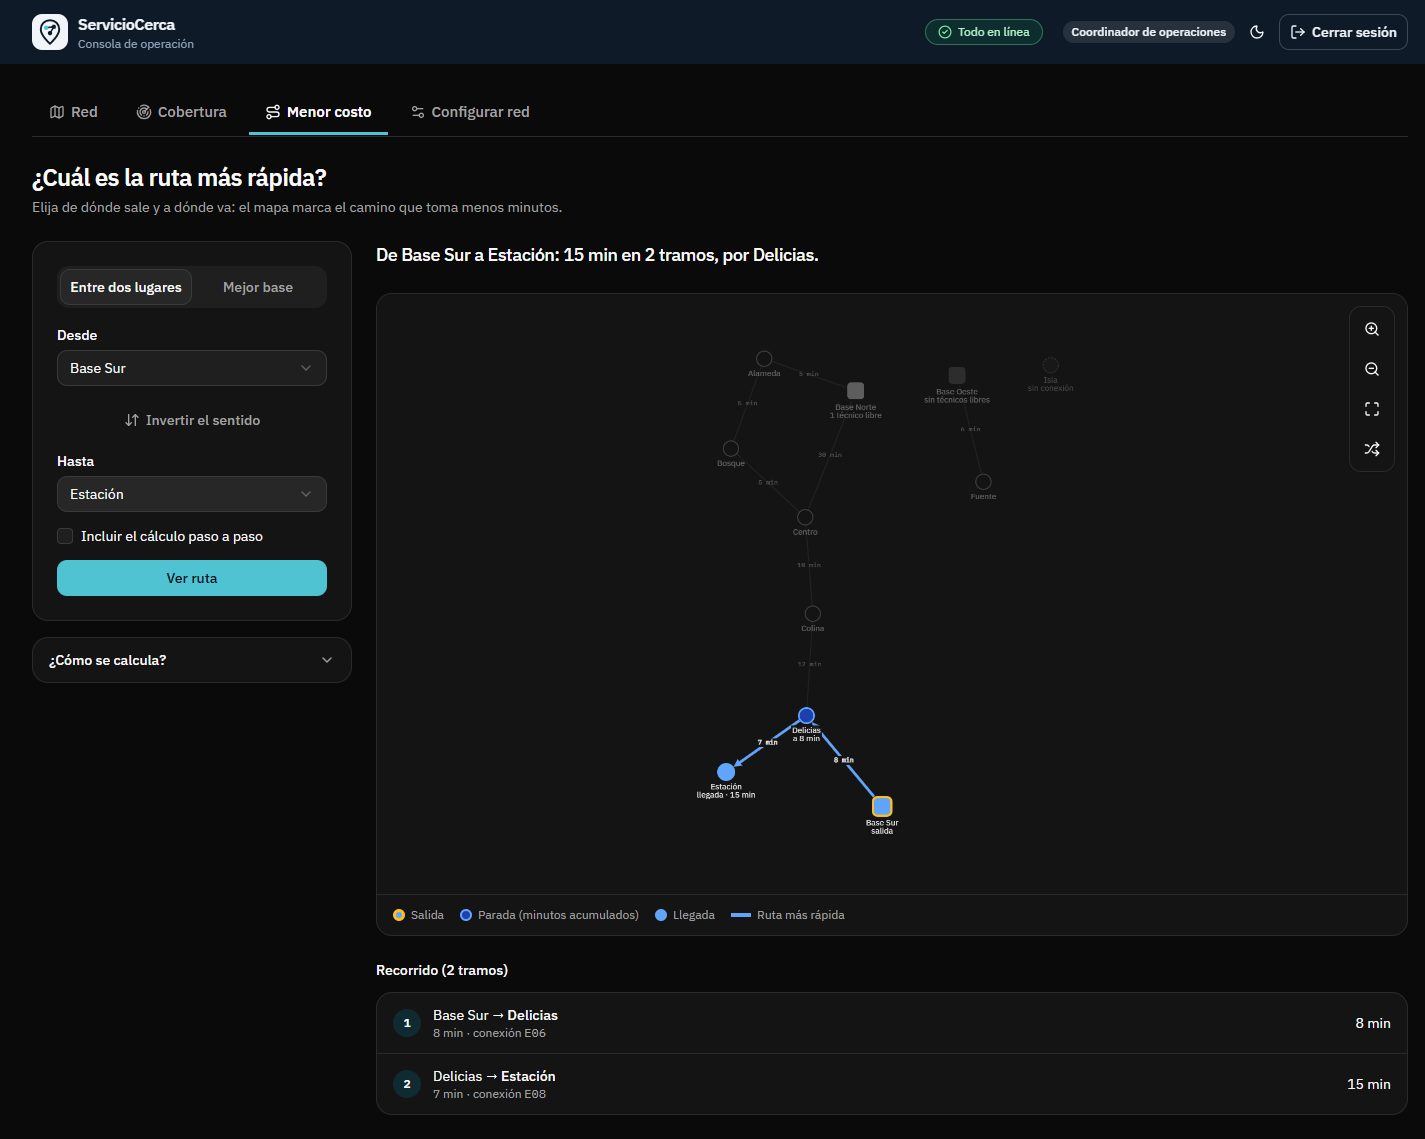 ServicioCerca
Consola de operación
Todo en línea
Coordinador de operaciones
Cerrar sesión
Red
Cobertura
Menor costo
Configurar red
¿Cuál es la ruta más rápida?
Elija de dónde sale y a dónde va: el mapa marca el camino que toma menos minutos.
Entre dos lugares
Mejor base
Desde
Base Sur
Invertir el sentido
Hasta
Estación
Incluir el cálculo paso a paso
Ver ruta
¿Cómo se calcula?
De Base Sur a Estación: 15 min en 2 tramos, por Delicias.
Alameda
5 min
Base Norte
1 técnico libre
Base Oeste
sin técnicos libres
Isla
sin conexión
6 min
6 min
30 min
Bosque
5 min
Fuente
Centro
10 min
Colina
12 min
Delicias
a 8 min
7 min
8 min
Estación
llegada · 15 min
Base Sur
salida
Salida
Parada (minutos acumulados)
Llegada
Ruta más rápida
Recorrido (2 tramos)
1
Base Sur → Delicias
8 min · conexión E06
8 min
2
Delicias → Estación
7 min · conexión E08
15 min